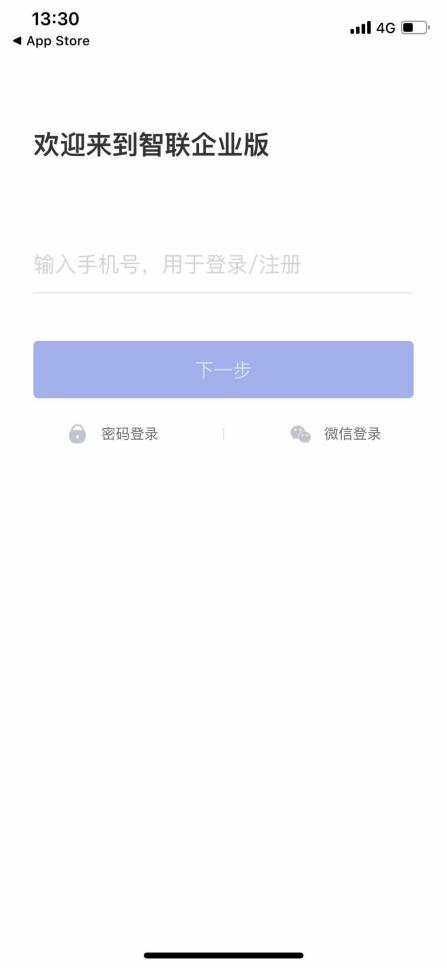 13:30
4G
◀ App Store
欢迎来到智联企业版
输入手机号，用于登录/注册
下一步
密码登录
微信登录